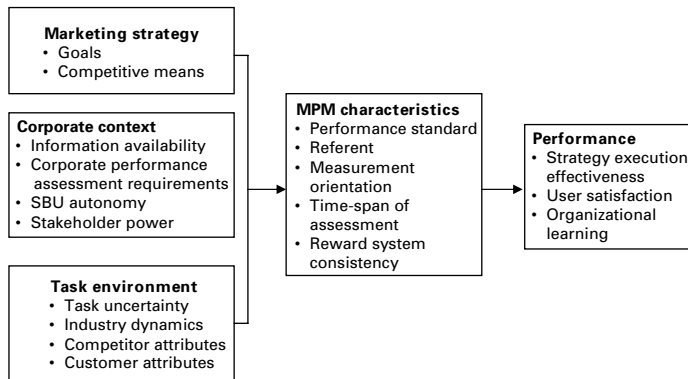 Marketing strategy
• Goals
• Competitive means
Corporate context
• Information availability
• Corporate performance
assessment requirements
• SBU autonomy
• Stakeholder power
Task environment
• Task uncertainty
• Industry dynamics
• Competitor attributes
• Customer attributes
MPM characteristics
• Performance standard
• Referent
• Measurement
orientation
• Time-span of
assessment
• Reward system
consistency
Performance
• Strategy execution
effectiveness
• User satisfaction
• Organizational
learning